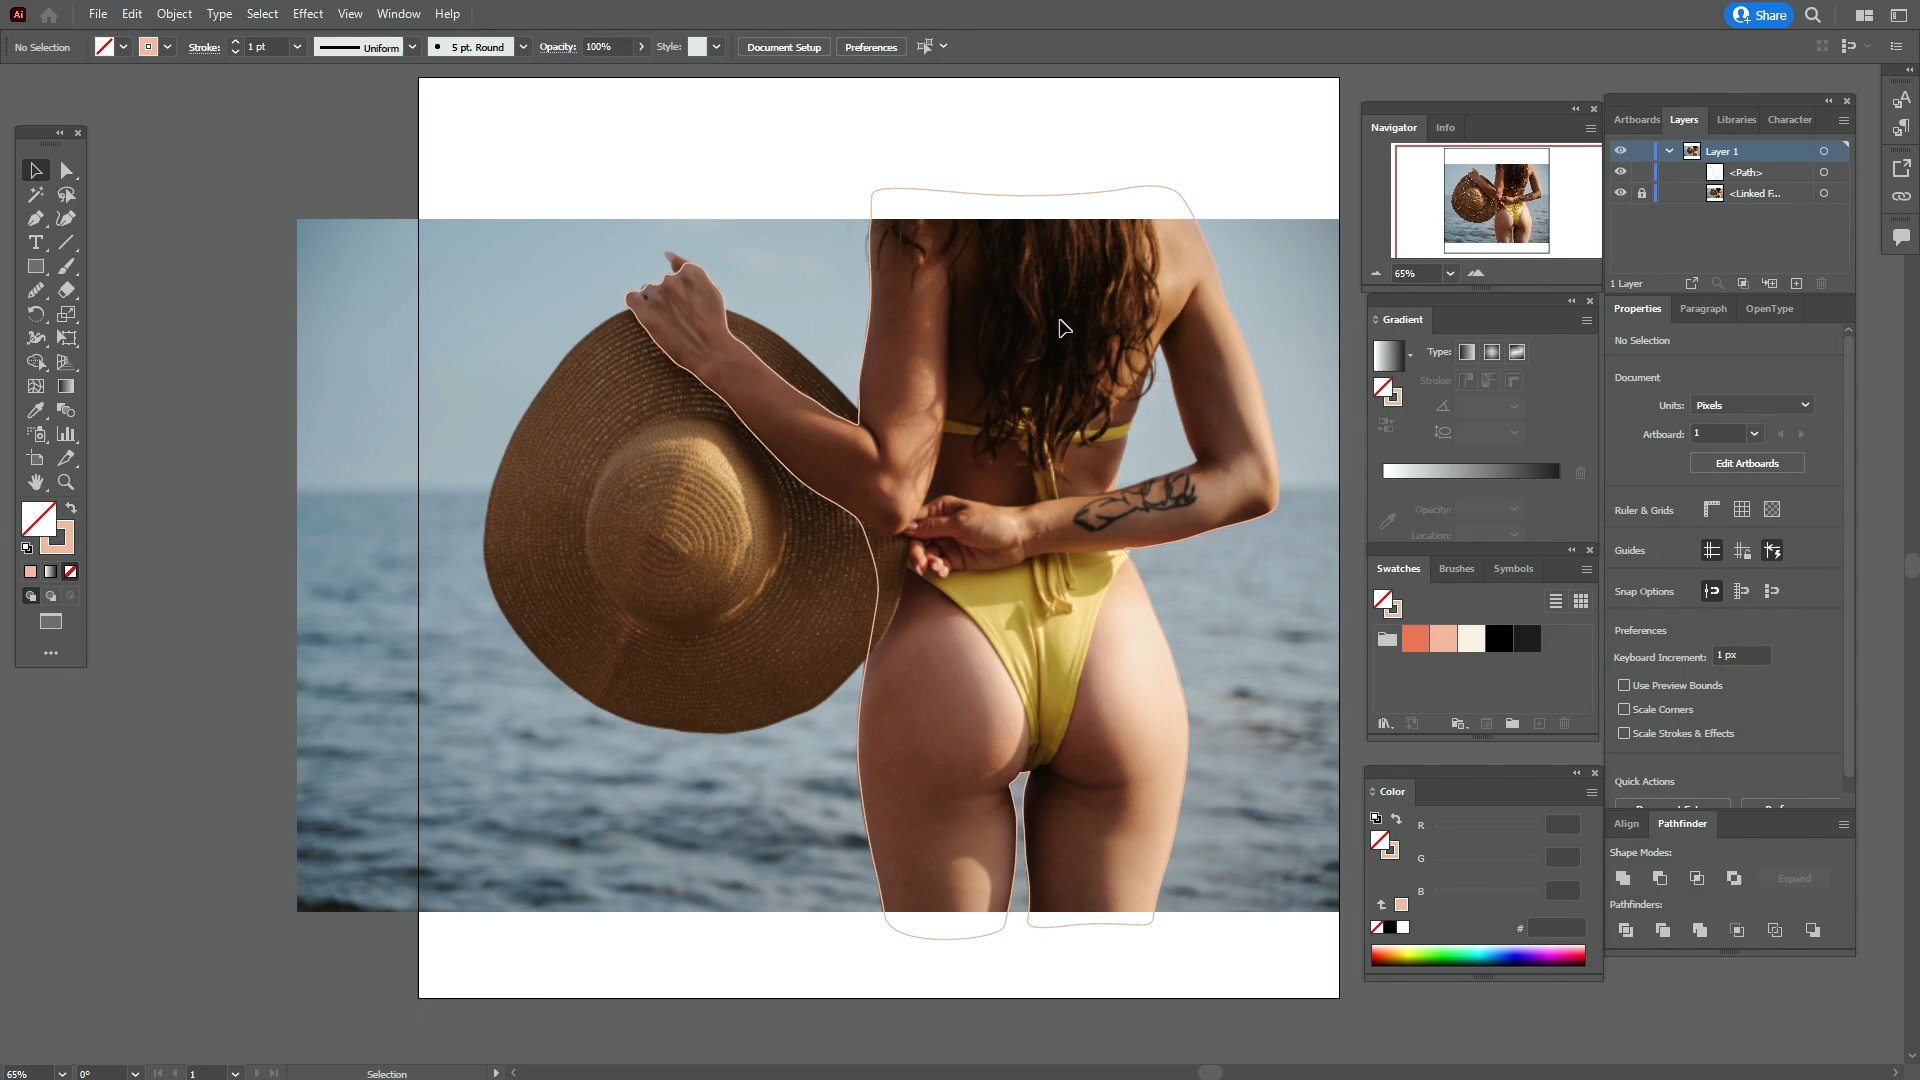 Ai File Edit Object Type Select Effect View Window Help Share
No Selection Stroke: 1 pt Uniform 5 pt. Round Opacity: 100% Style: Document Setup Preferences
Navigator Info
65%
Artboards Layers Libraries Character
Layer 1
<Path>
<Linked F...
1 Layer
Gradient
Type:
Stroke:
Opacity:
Location:
Properties Paragraph OpenType
No Selection
Document
Units: Pixels
Artboard: 1
Edit Artboards
Ruler & Grids
Guides
Snap Options
Preferences
Keyboard Increment: 1 px
Use Preview Bounds
Scale Corners
Scale Strokes & Effects
Quick Actions
Swatches Brushes Symbols
Color
R
G
B
#
Align Pathfinder
Shape Modes:
Expand
Pathfinders:
65% 0° 1 Selection